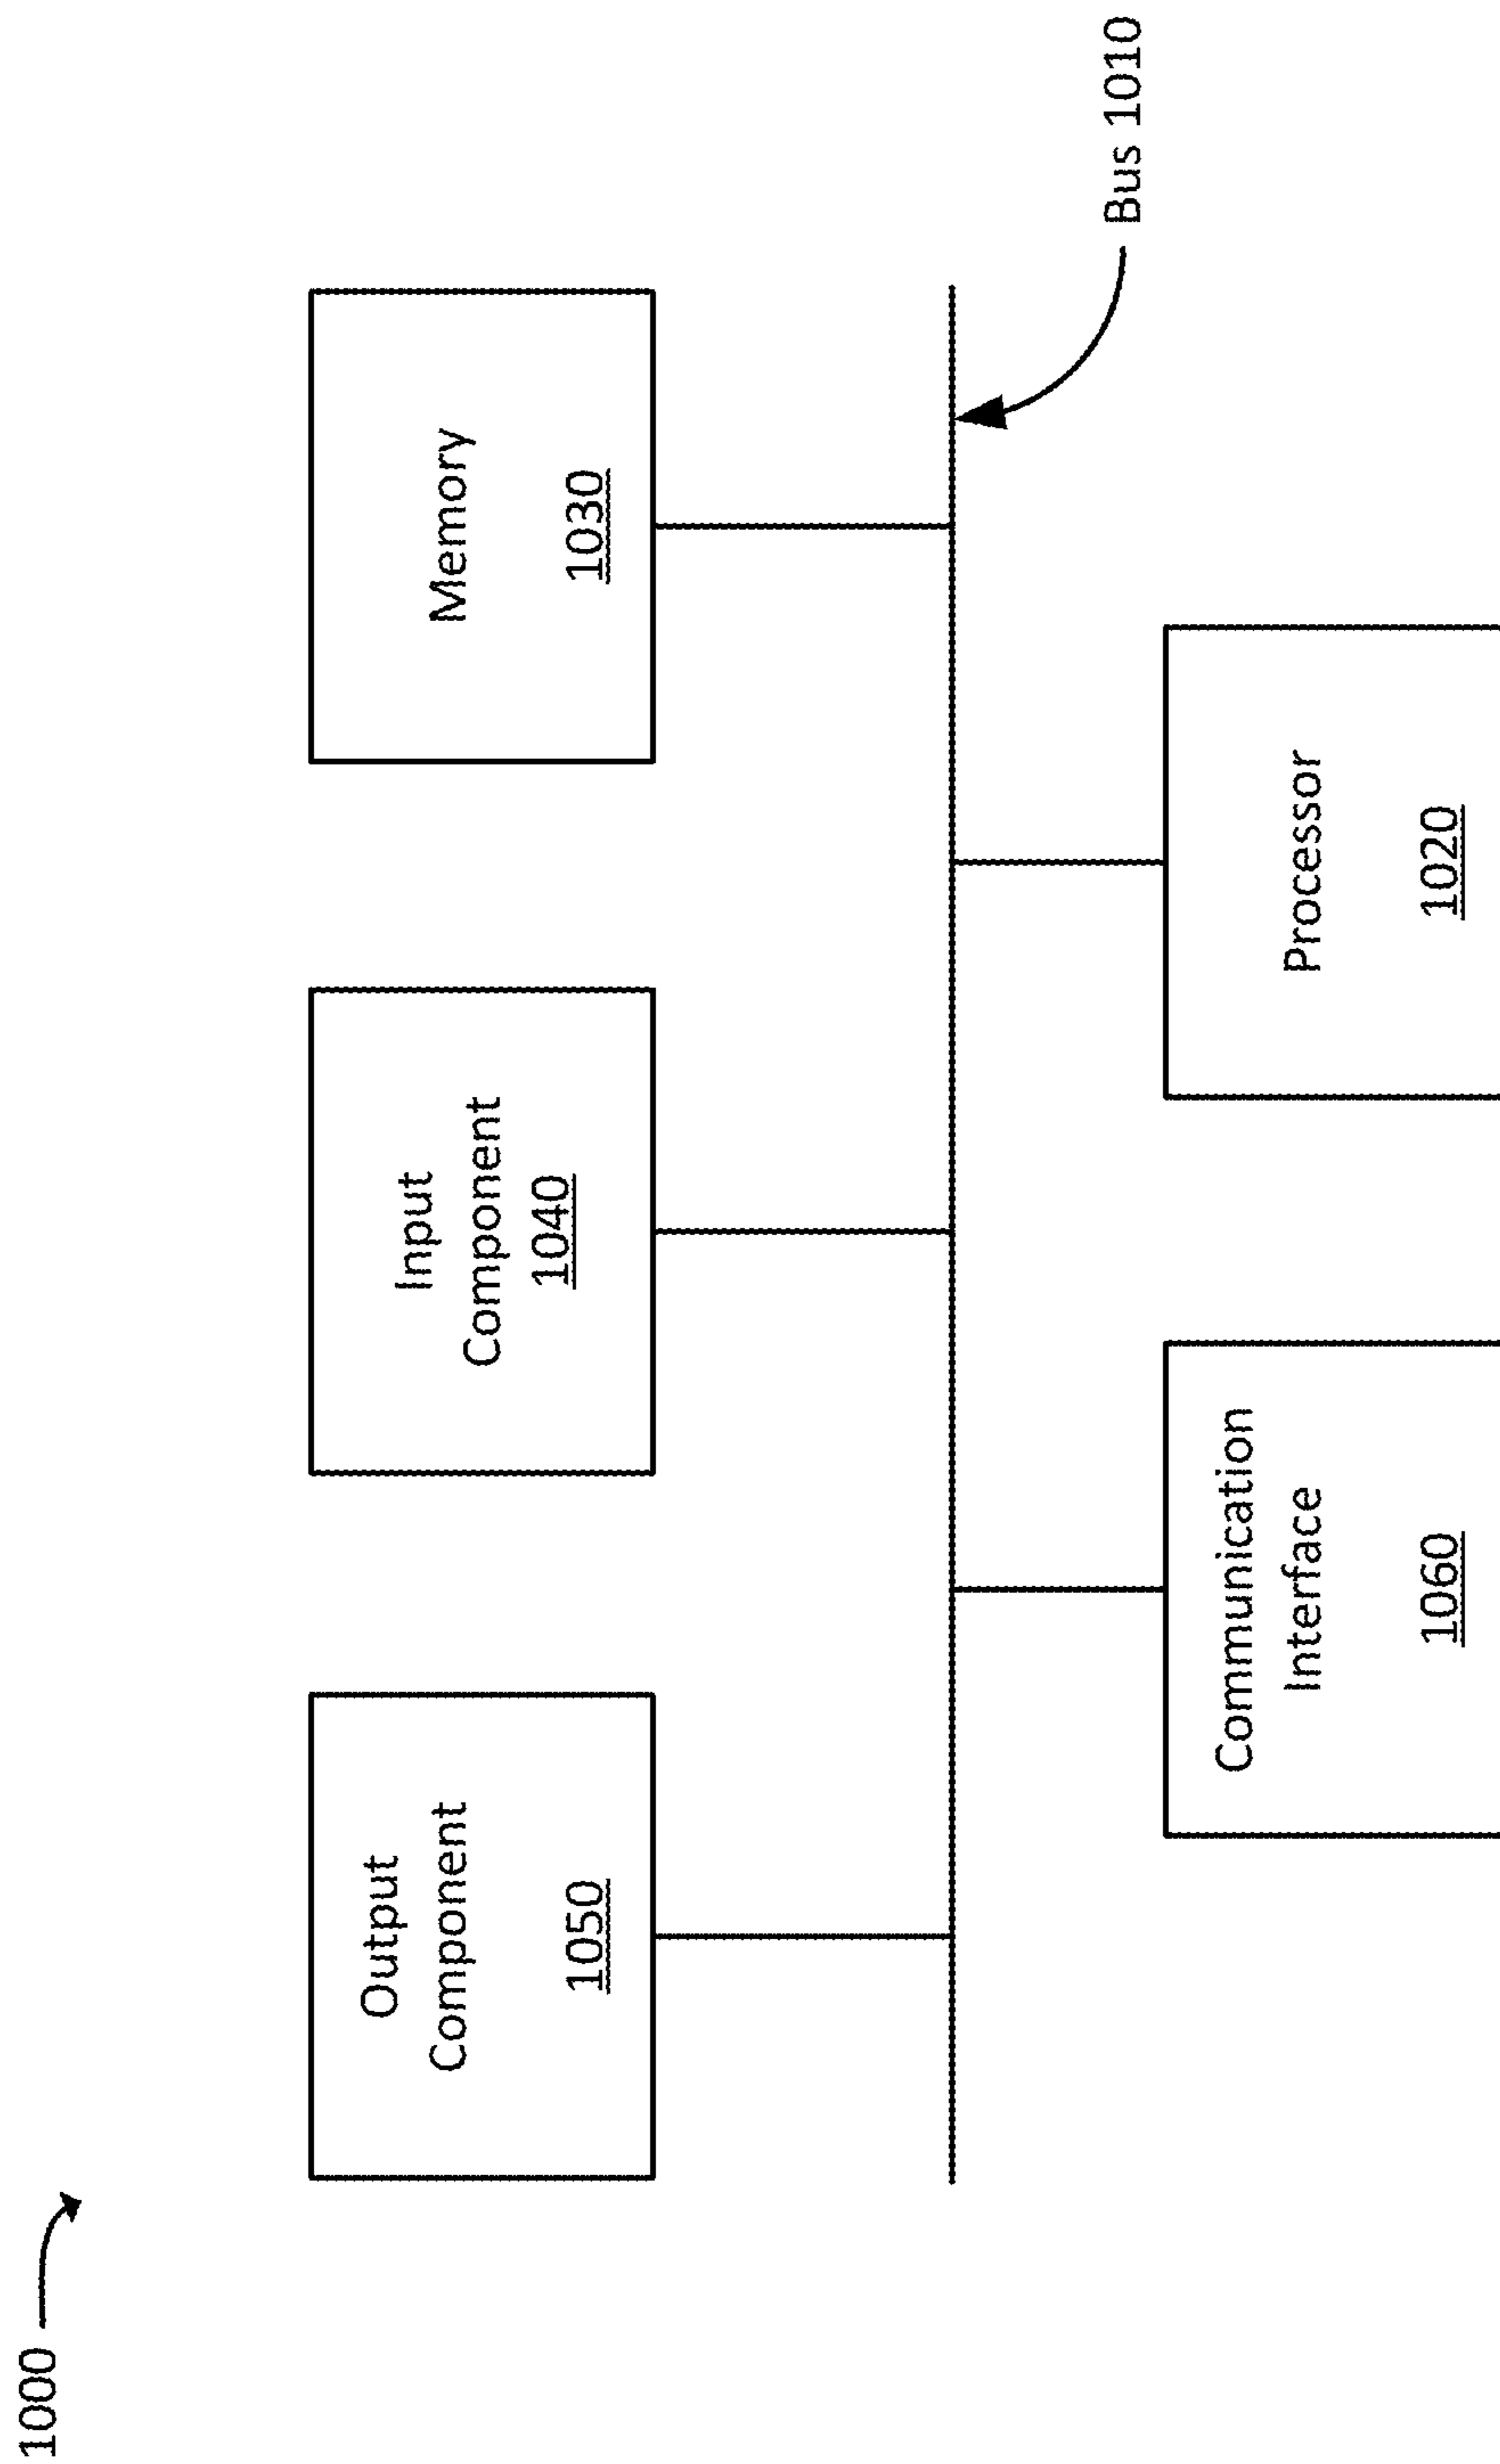 1000
Output
Component
1050
Input
Component
1040
Memory
1030
Bus 1010
Communication
Interface
1060
Processor
1020